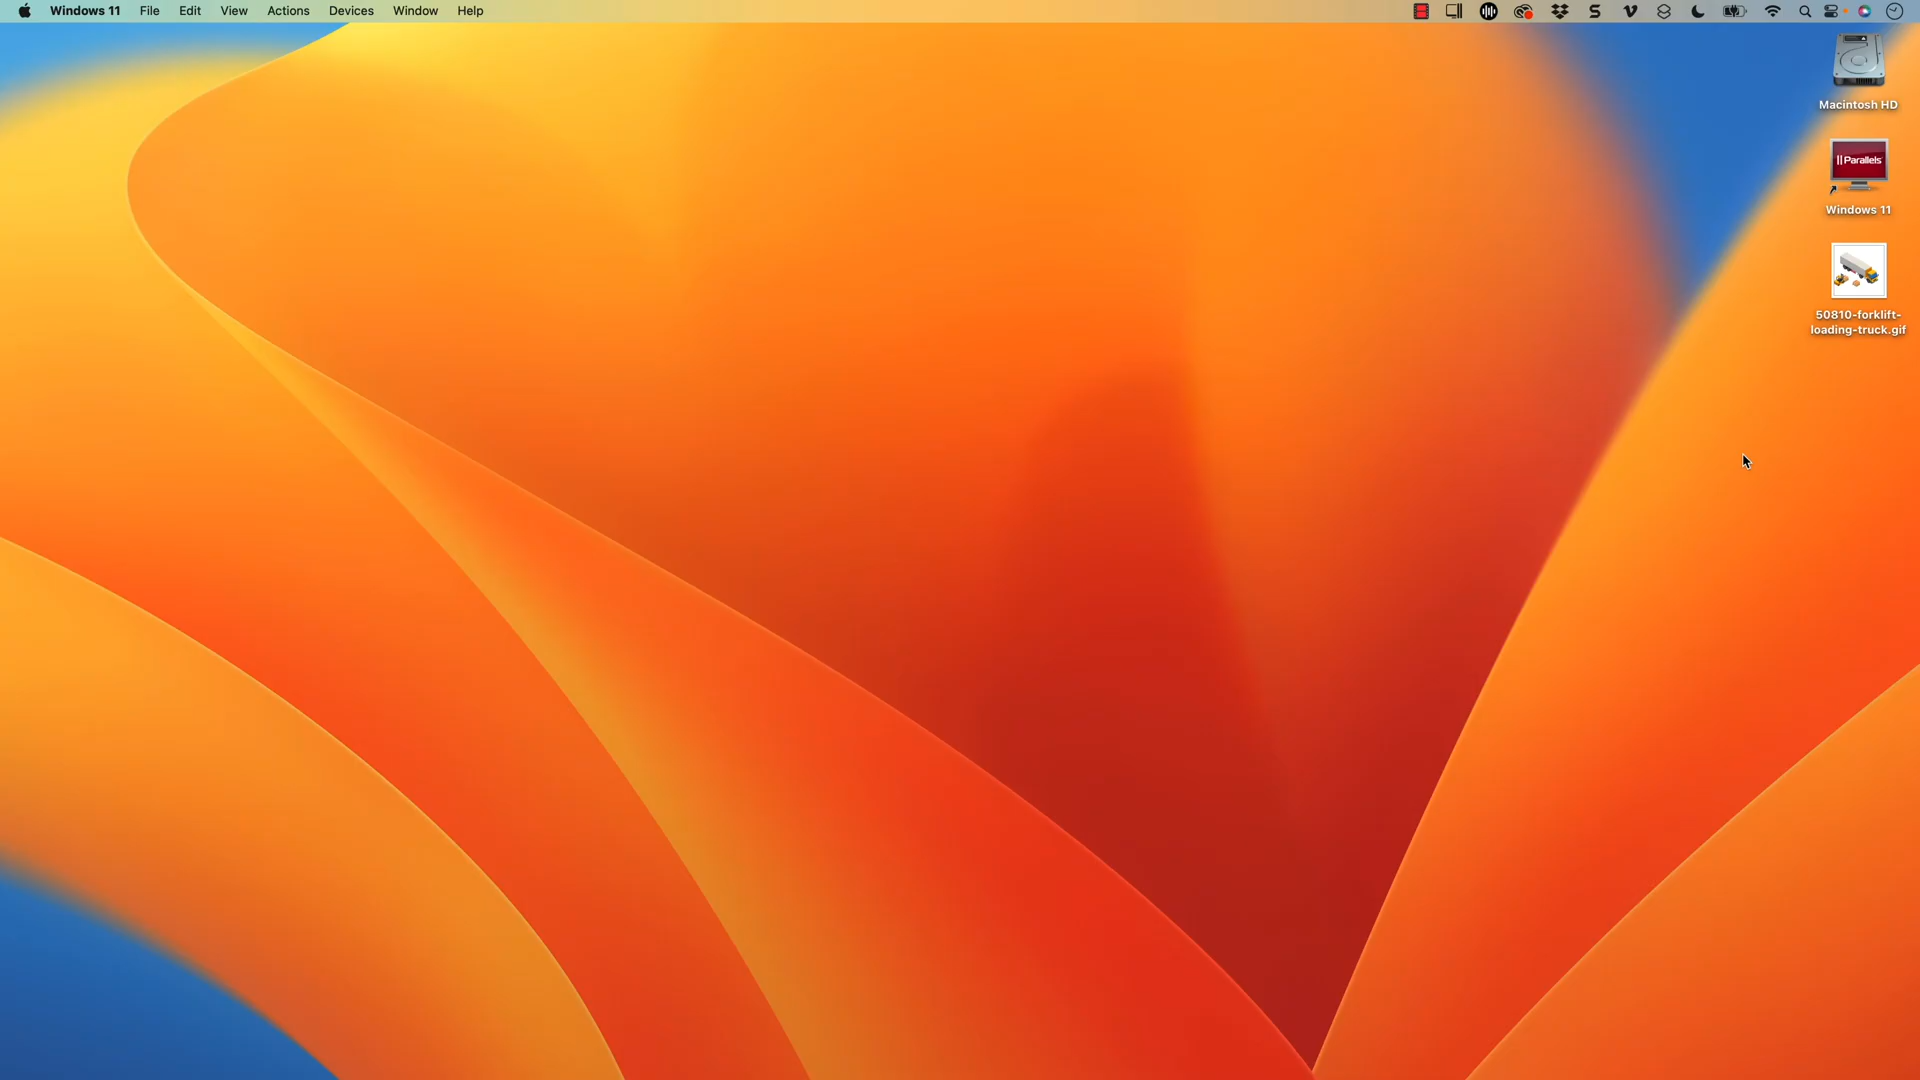 Windows 11 File Edit View Actions Devices Window Help
Macintosh HD
|| Parallels
Windows 11
50810-forklift-
loading-truck.gif